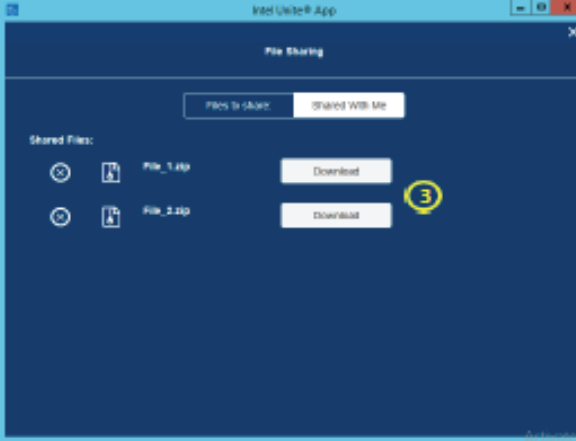 Intel Unite® App
File Sharing
Files to share
Shared With Me
Shared Files:
File_1.zip
Download
3
File_2.zip
Download